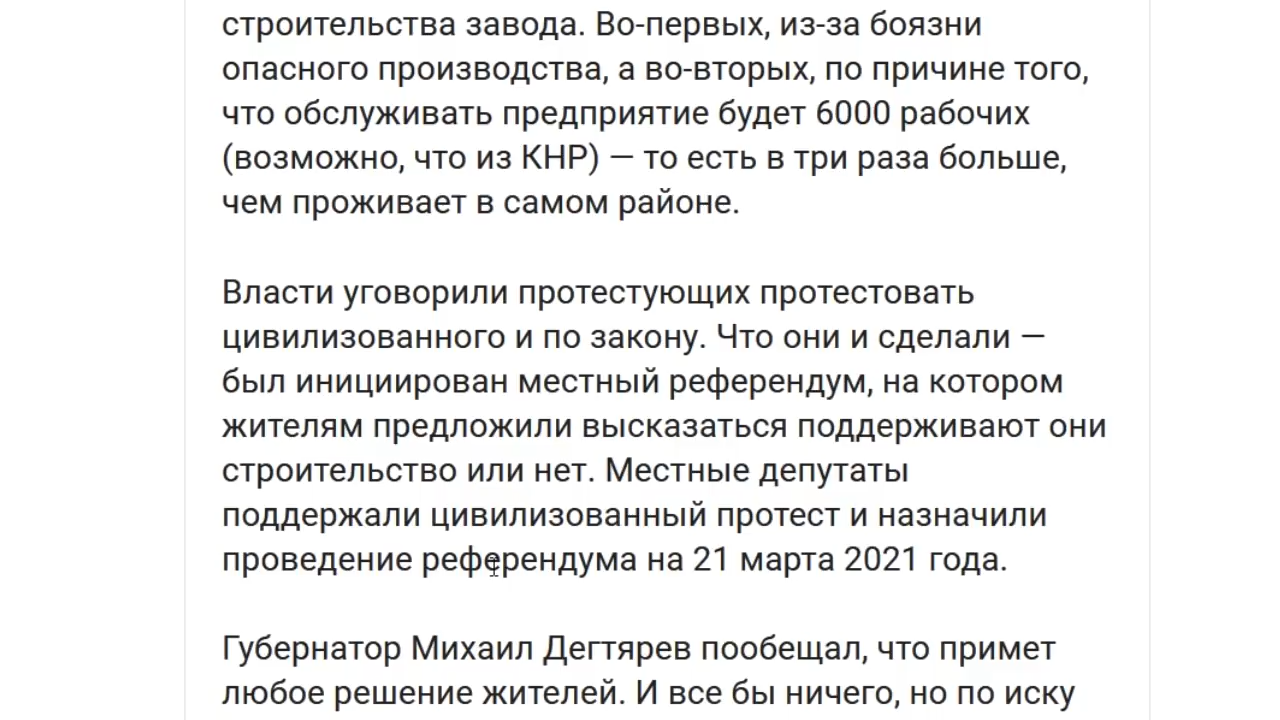 строительства завода. Во-первых, из-за боязни
опасного производства, а во-вторых, по причине того,
что обслуживать предприятие будет 6000 рабочих
(возможно, что из КНР) — то есть в три раза больше,
чем проживает в самом районе.
Власти уговорили протестующих протестовать
цивилизованного и по закону. Что они и сделали —
был инициирован местный референдум, на котором
жителям предложили высказаться поддерживают они
строительство или нет. Местные депутаты
поддержали цивилизованный протест и назначили
проведение референдума на 21 марта 2021 года.
Губернатор Михаил Дегтярев пообещал, что примет
любое решение жителей. И все бы ничего, но по иску